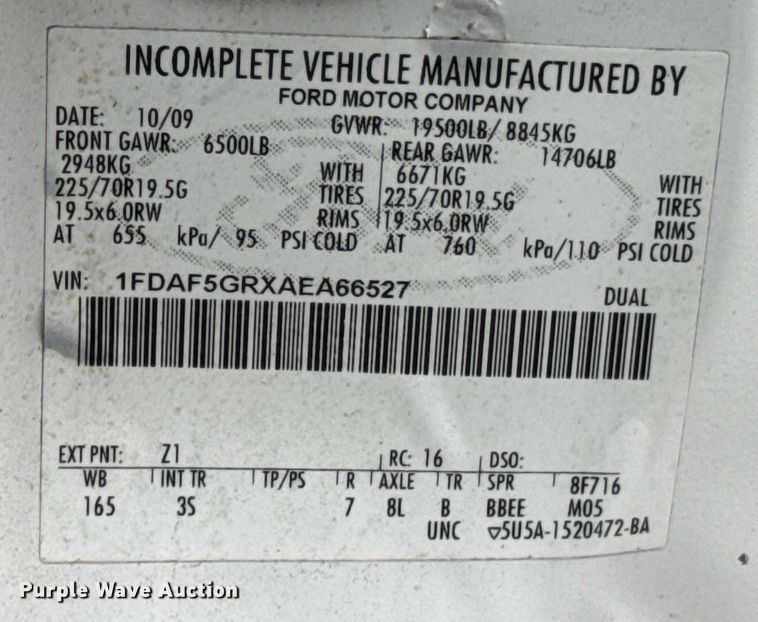 INCOMPLETE VEHICLE MANUFACTURED BY
FORD MOTOR COMPANY
DATE: 10/09 GVWR: 19500LB/ 8845KG
FRONT GAWR: 6500LB REAR GAWR: 14706LB
2948KG WITH 6671KG WITH
225/70R19.5G TIRES 225/70R19.5G TIRES
19.5x6.0RW RIMS 19.5x6.0RW RIMS
AT 655 kPa/ 95 PSI COLD AT 760 kPa/110 PSI COLD
VIN: 1FDAF5GRXAEA66527 DUAL
EXT PNT: Z1 RC: 16 DSO:
WB INT TR TP/PS R AXLE TR SPR 8F716
165 3S 7 8L B BBEE M05
UNC ▽5U5A-1520472-BA
Purple Wave Auction